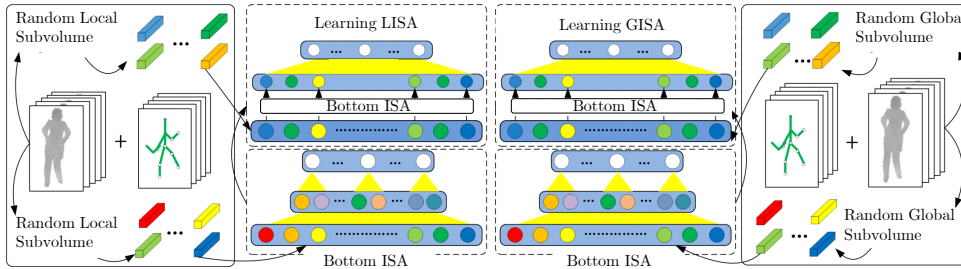 Random Local
Subvolume
Learning LISA
Learning GISA
Random Global
Subvolume
...
...
...
...
...
...
Bottom ISA
Bottom ISA
+
+
...............
...............
...
...
...
...
Random Local
Subvolume
...
...
...
...
...
...
Random Global
Subvolume
Bottom ISA
Bottom ISA